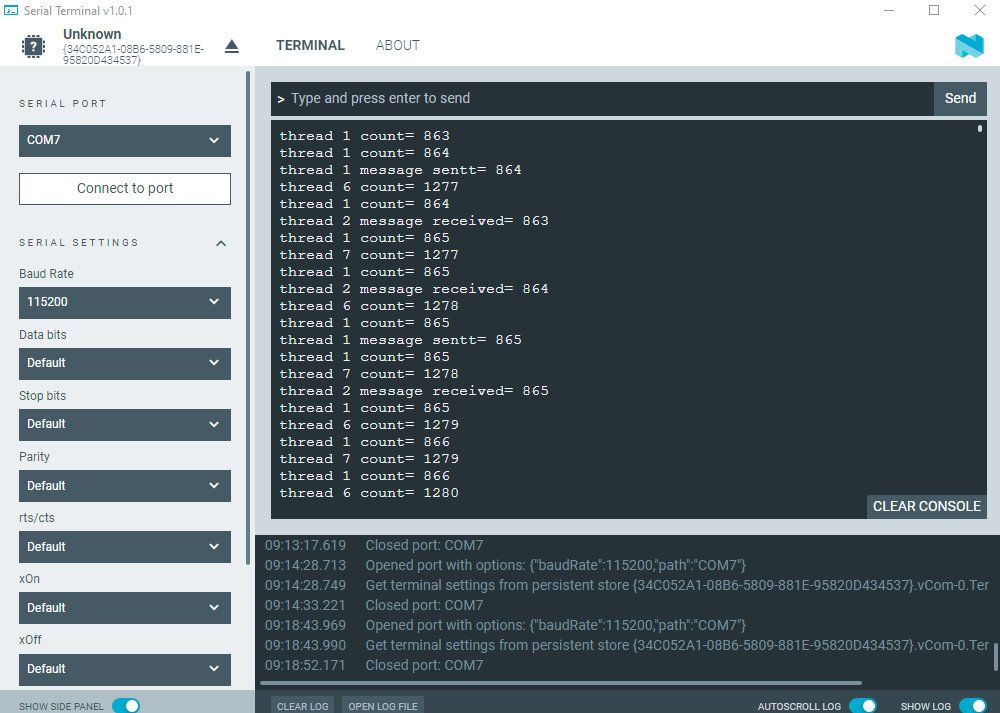 Serial Terminal v1.0.1
Unknown
{34C052A1-08B6-5809-881E-
95820D434537}
TERMINAL
ABOUT
SERIAL PORT
COM7
Connect to port
SERIAL SETTINGS
Baud Rate
115200
Data bits
Default
Stop bits
Default
Parity
Default
rts/cts
Default
xOn
Default
xOff
Default
SHOW SIDE PANEL
> Type and press enter to send
Send
thread 1 count= 863
thread 1 count= 864
thread 1 message sentt= 864
thread 6 count= 1277
thread 1 count= 864
thread 2 message received= 863
thread 1 count= 865
thread 7 count= 1277
thread 1 count= 865
thread 2 message received= 864
thread 6 count= 1278
thread 1 count= 865
thread 1 message sentt= 865
thread 1 count= 865
thread 7 count= 1278
thread 2 message received= 865
thread 1 count= 865
thread 6 count= 1279
thread 1 count= 866
thread 7 count= 1279
thread 1 count= 866
thread 6 count= 1280
CLEAR CONSOLE
09:13:17.619 Closed port: COM7
09:14:28.713 Opened port with options: {"baudRate":115200,"path":"COM7"}
09:14:28.749 Get terminal settings from persistent store {34C052A1-08B6-5809-881E-95820D434537}.vCom-0.Ter
09:14:33.221 Closed port: COM7
09:18:43.969 Opened port with options: {"baudRate":115200,"path":"COM7"}
09:18:43.990 Get terminal settings from persistent store {34C052A1-08B6-5809-881E-95820D434537}.vCom-0.Ter
09:18:52.171 Closed port: COM7
CLEAR LOG
OPEN LOG FILE
AUTOSCROLL LOG
SHOW LOG